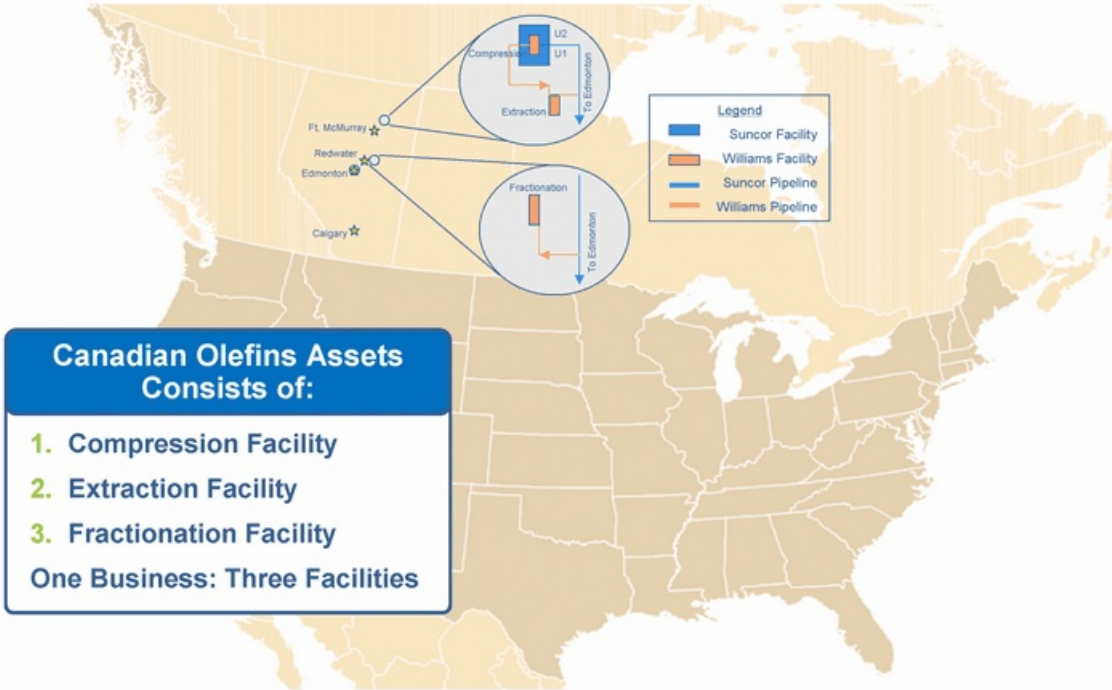 U2
Compression
U1
To Edmonton
Extraction
Ft. McMurray
Redwater
Edmonton
Calgary
Fractionation
To Edmonton
Legend
Suncor Facility
Williams Facility
Suncor Pipeline
Williams Pipeline
Canadian Olefins Assets
Consists of:
1. Compression Facility
2. Extraction Facility
3. Fractionation Facility
One Business: Three Facilities